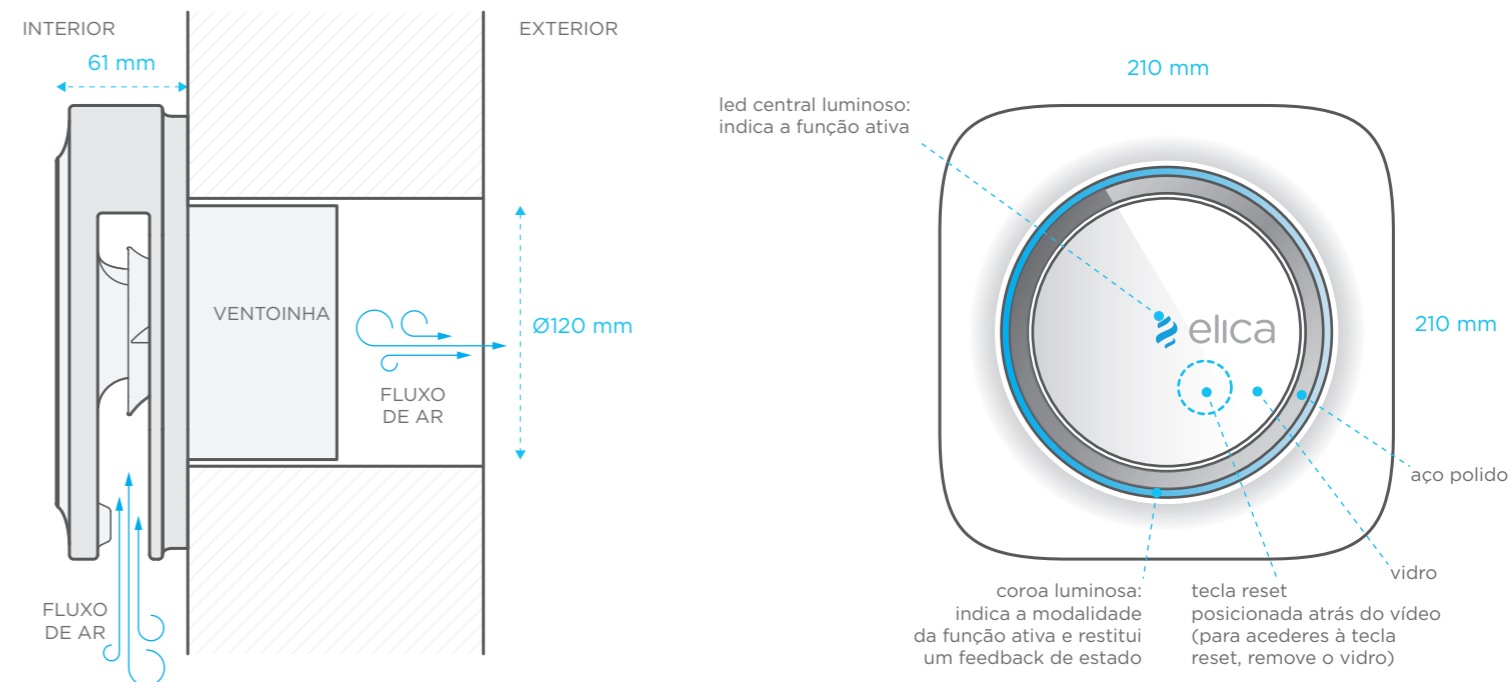 INTERIOR
EXTERIOR
61 mm
VENTOINHA
Ø120 mm
FLUXO
DE AR
FLUXO
DE AR
210 mm
led central luminoso:
indica a função ativa
elica
210 mm
aço polido
vidro
coroa luminosa:
indica a modalidade
da função ativa e restitui
um feedback de estado
tecla reset
posicionada atrás do vídeo
(para acederes à tecla
reset, remove o vidro)